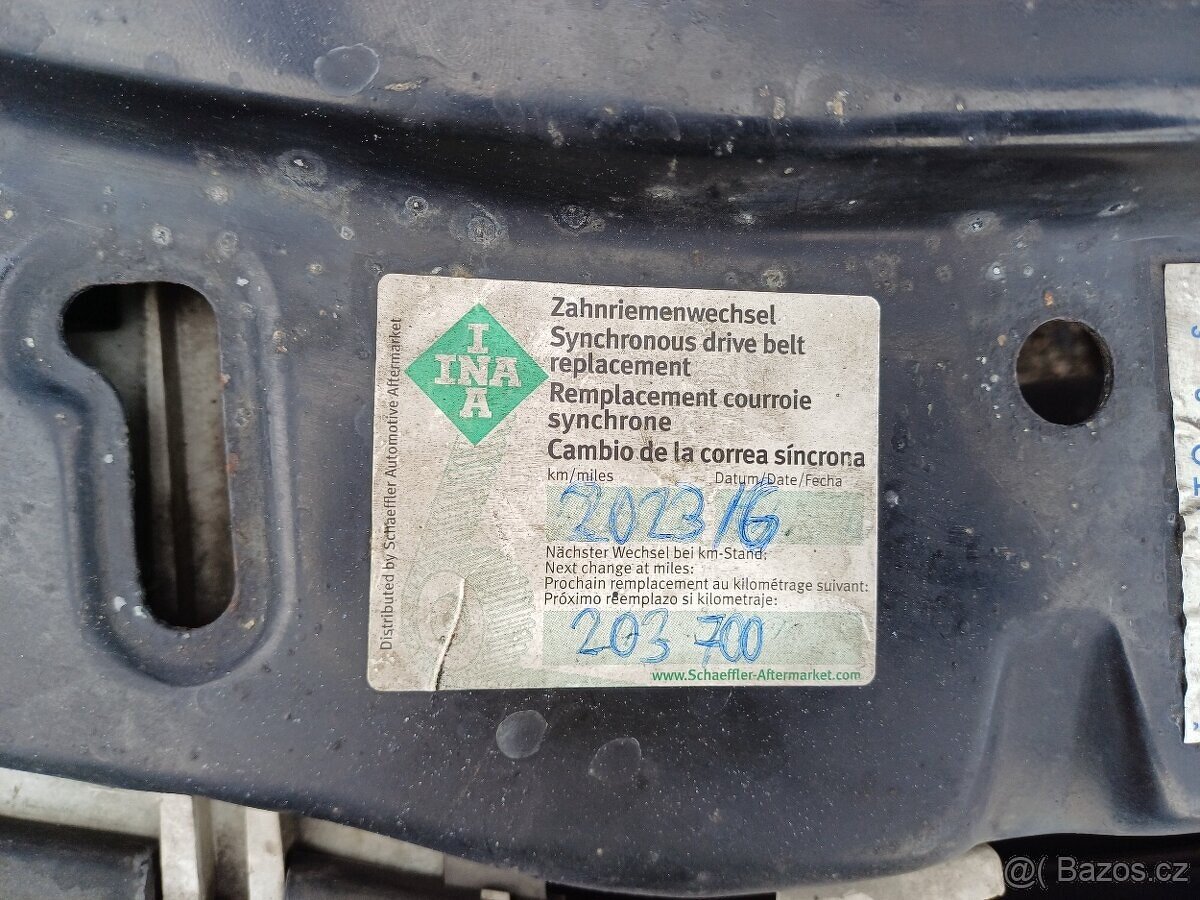 I
INA
A
Distributed by Schaeffler Automotive Aftermarket
Zahnriemenwechsel
Synchronous drive belt
replacement
Remplacement courroie
synchrone
Cambio de la correa síncrona
km/miles Datum/Date/Fecha
2023/6
Nächster Wechsel bei km-Stand:
Next change at miles:
Prochain remplacement au kilométrage suivant:
Próximo reemplazo si kilometraje:
203 700
www.Schaeffler-Aftermarket.com
@( Bazos.cz